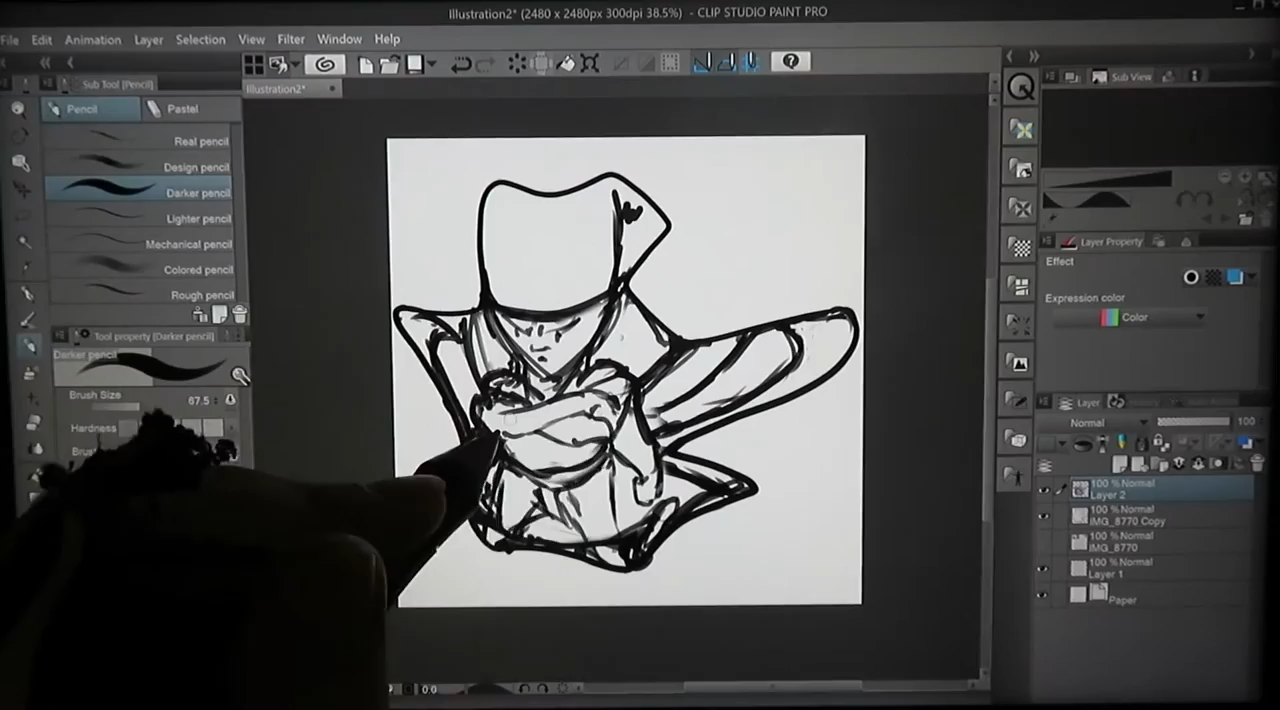 Illustration2* (2480 x 2480px 300dpi 38.5%) - CLIP STUDIO PAINT PRO
File Edit Animation Layer Selection View Filter Window Help
Sub Tool [Pencil]
Illustration2*
Sub View
Pencil Pastel
Real pencil
Design pencil
Darker pencil
Lighter pencil
Mechanical pencil
Colored pencil
Rough pencil
Tool property [Darker pencil]
Darker pencil
Brush Size 67.5
Hardness
Layer Property
Effect
Expression color
Color
Layer
Normal 100
100 % Normal
Layer 2
100 % Normal
IMG_8770 Copy
100 % Normal
IMG_8770
100 % Normal
Layer 1
Paper
0.0